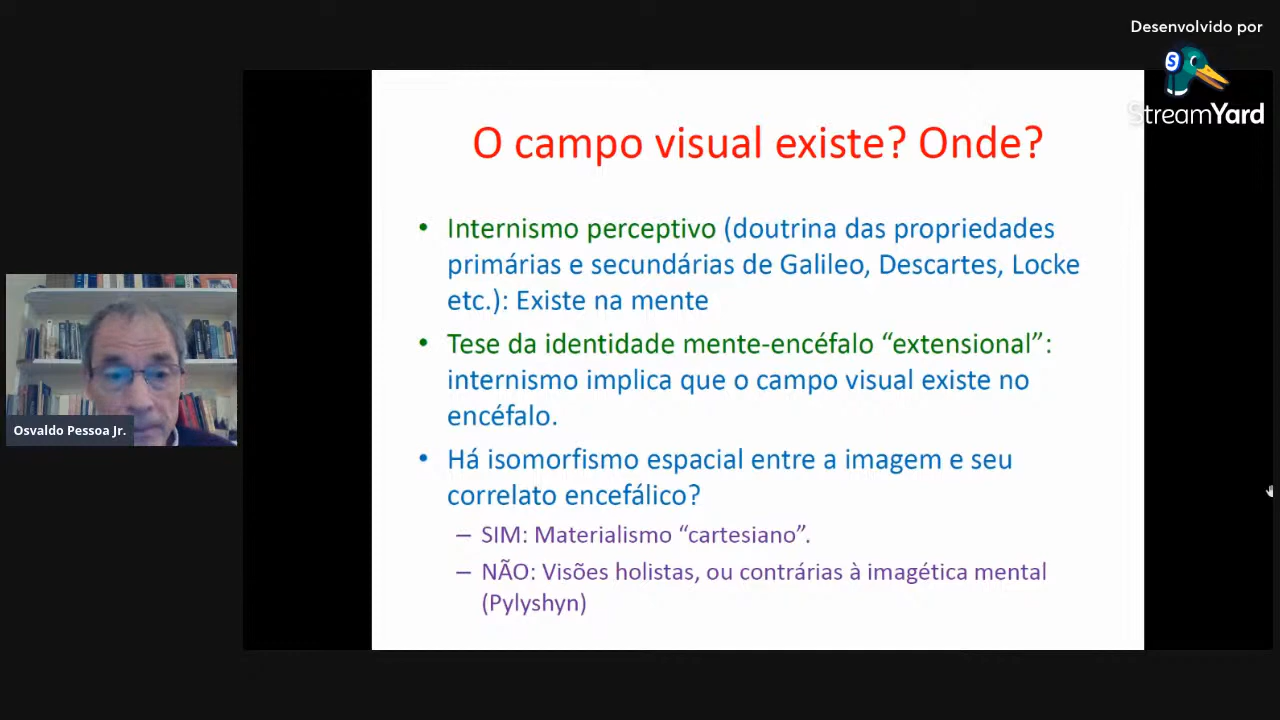 Desenvolvido por
StreamYard
O campo visual existe? Onde?
• Internismo perceptivo (doutrina das propriedades
primárias e secundárias de Galileo, Descartes, Locke
etc.): Existe na mente
• Tese da identidade mente-encéfalo “extensional”:
internismo implica que o campo visual existe no
encéfalo.
• Há isomorfismo espacial entre a imagem e seu
correlato encefálico?
– SIM: Materialismo “cartesiano”.
– NÃO: Visões holistas, ou contrárias à imagética mental
(Pylyshyn)
Osvaldo Pessoa Jr.